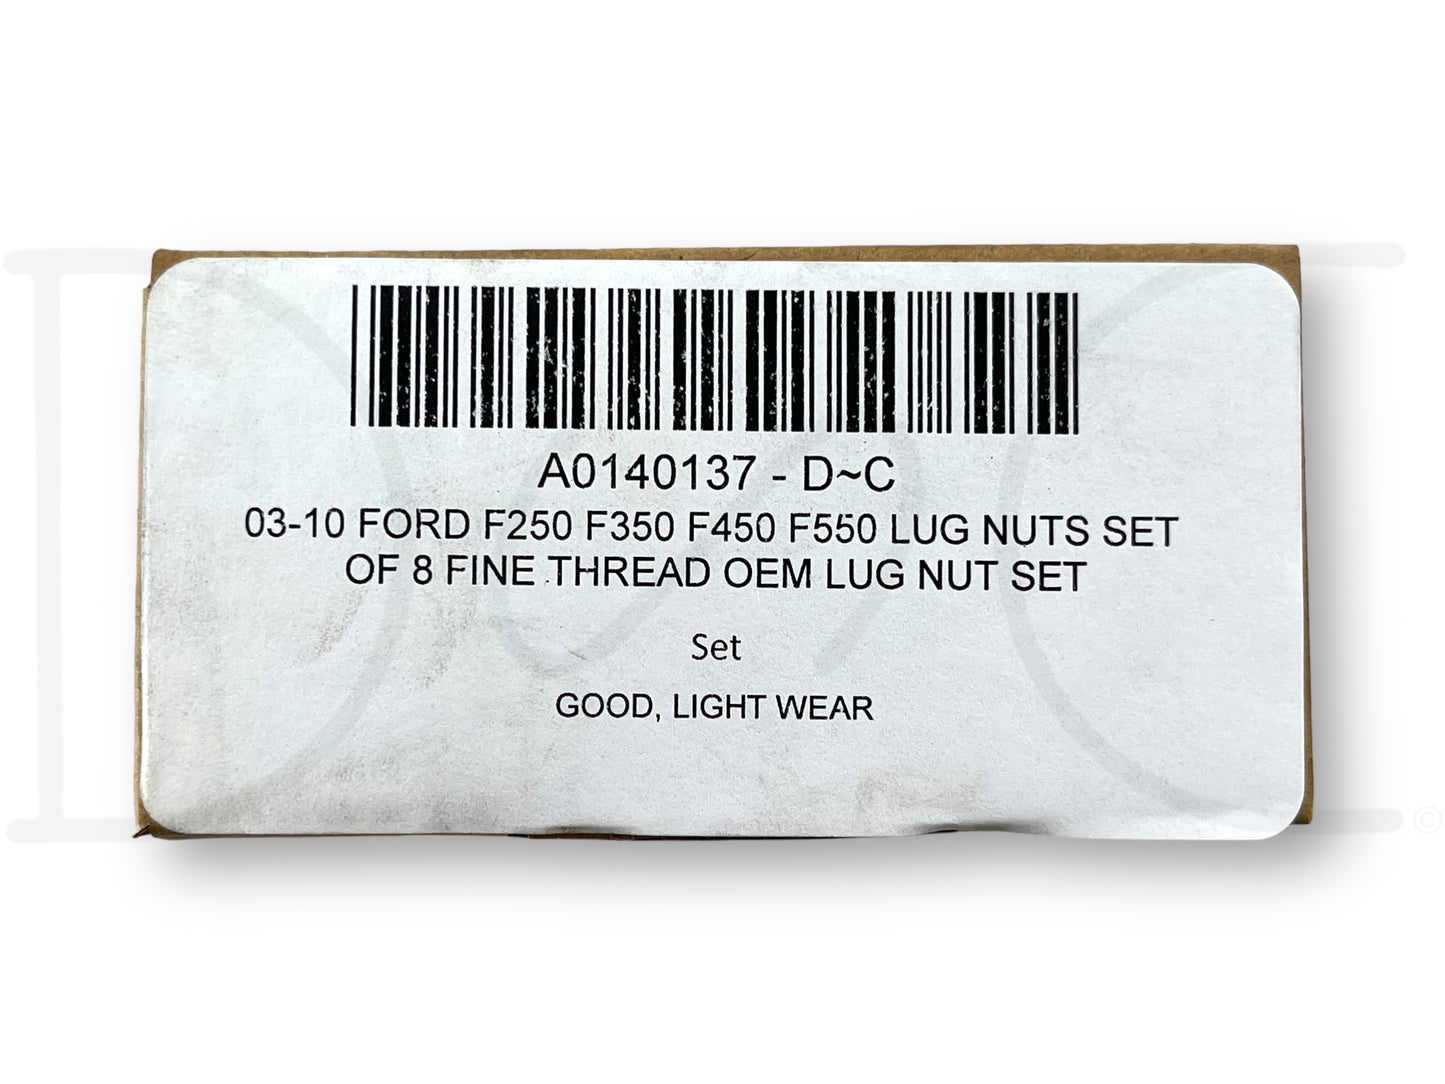 A0140137 - D~C
03-10 FORD F250 F350 F450 F550 LUG NUTS SET
OF 8 FINE THREAD OEM LUG NUT SET
Set
GOOD, LIGHT WEAR
©